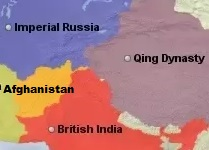 Imperial Russia
Qing Dynasty
Afghanistan
British India